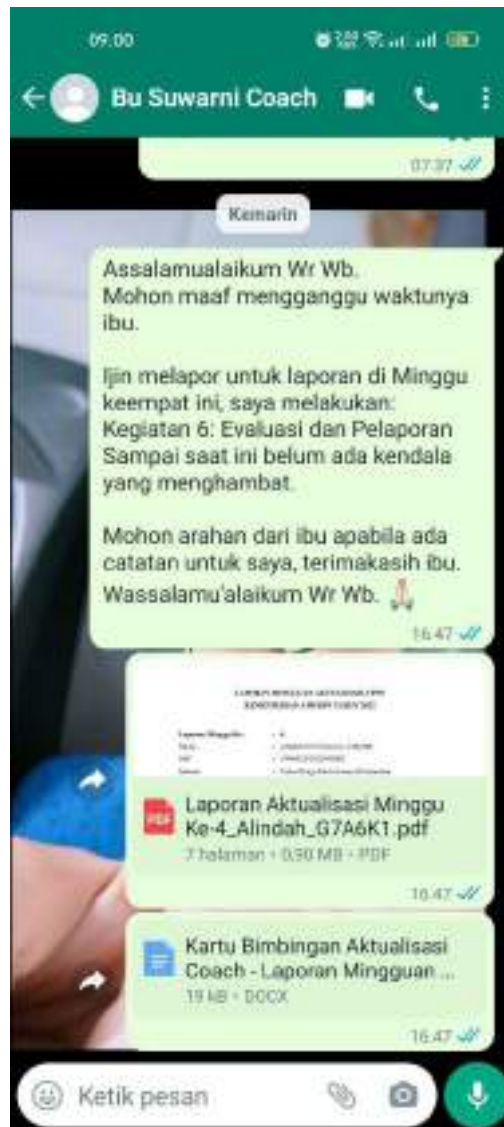 09.00
Bu Suwarni Coach
07.37
Kemarin
Assalamualaikum Wr Wb.
Mohon maaf mengganggu waktunya
ibu.
Ijin melapor untuk laporan di Minggu
keempat ini, saya melakukan:
Kegiatan 6: Evaluasi dan Pelaporan
Sampai saat ini belum ada kendala
yang menghambat.
Mohon arahan dari ibu apabila ada
catatan untuk saya, terimakasih ibu.
Wassalamu'alaikum Wr Wb.
16.47
PDF
Laporan Aktualisasi Minggu
Ke-4_Alindah_G7A6K1.pdf
7 halaman • 0,90 MB • PDF
16.47
Kartu Bimbingan Aktualisasi
Coach - Laporan Mingguan ...
19 kB • DOCX
16.47
Ketik pesan